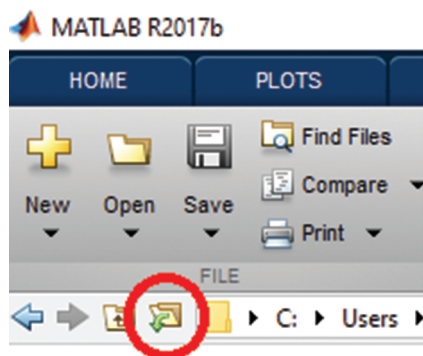 MATLAB R2017b
HOME PLOTS
Find Files
New Open Save Compare
Print
FILE
C: Users